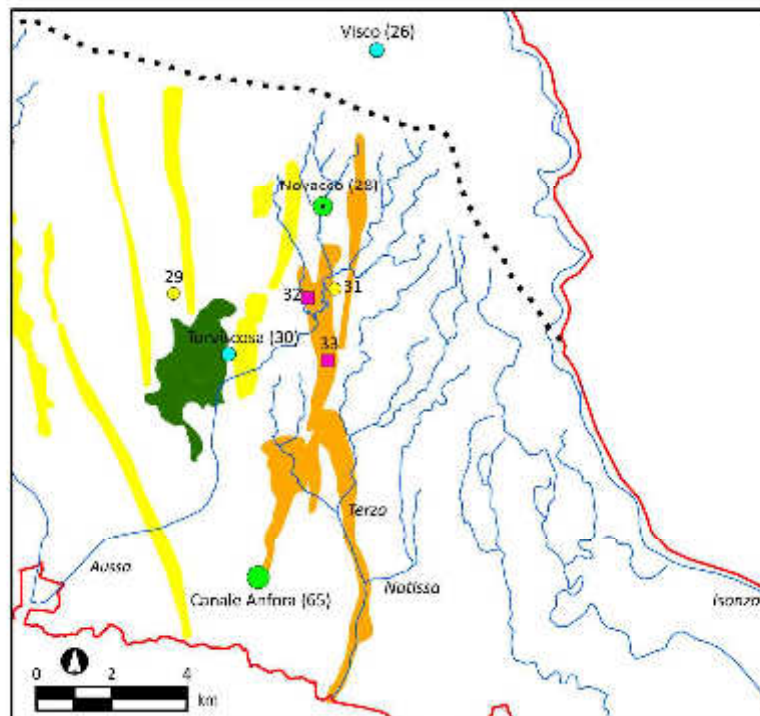 Visco (26)
Novacco (28)
29
31
32
Torviscosa (30)
33
Terzo
Aussa
Natissa
Canale Anfora (65)
Isonzo
0 2 4
km